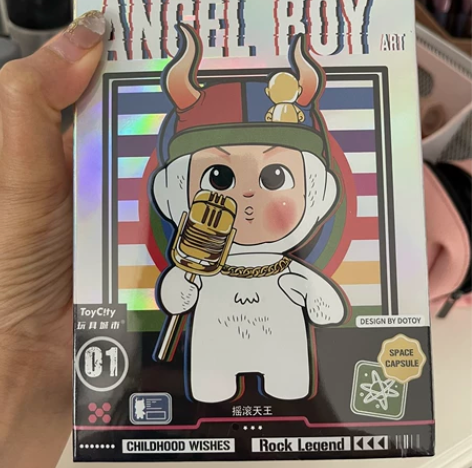 ANGEL BOY ART
ToyCity
玩具城市
01
DESIGN BY DOTOY
SPACE
CAPSULE
摇滚天王
CHILDHOOD WISHES
Rock Legend